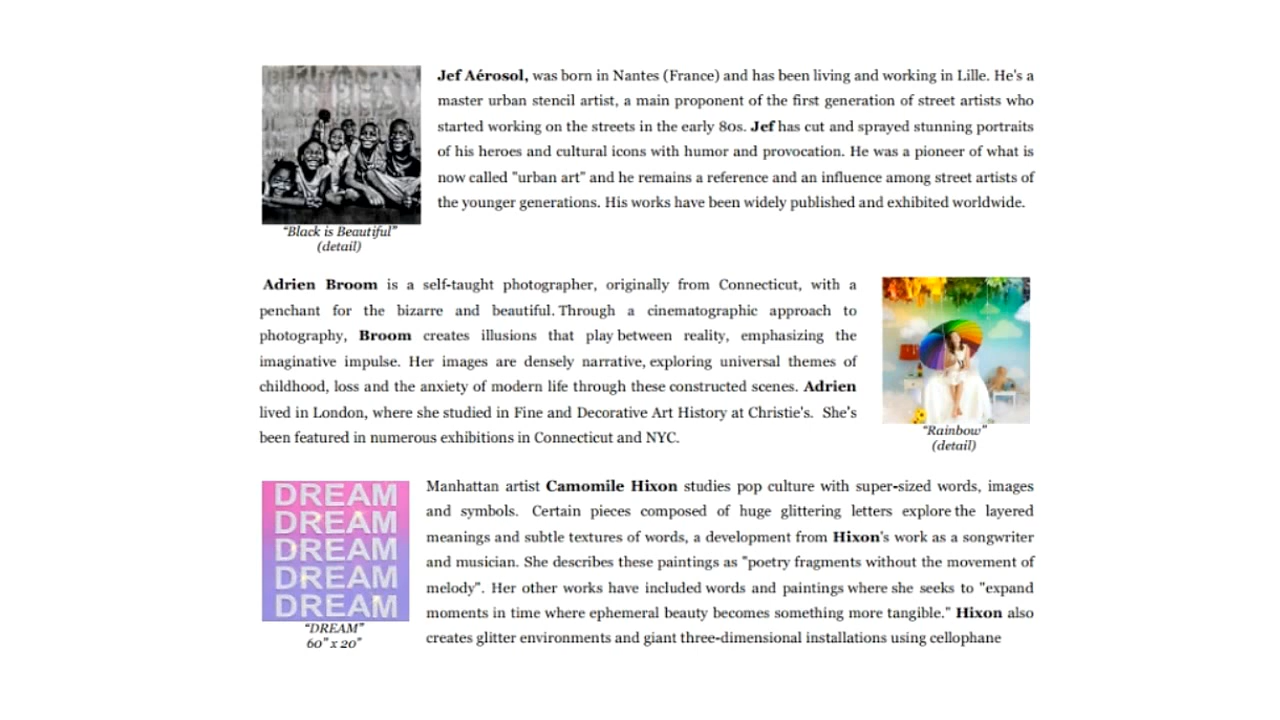 Jef Aérosol, was born in Nantes (France) and has been living and working in Lille. He's a
master urban stencil artist, a main proponent of the first generation of street artists who
started working on the streets in the early 80s. Jef has cut and sprayed stunning portraits
of his heroes and cultural icons with humor and provocation. He was a pioneer of what is
now called "urban art" and he remains a reference and an influence among street artists of
the younger generations. His works have been widely published and exhibited worldwide.
"Black is Beautiful"
(detail)
Adrien Broom is a self-taught photographer, originally from Connecticut, with a
penchant for the bizarre and beautiful. Through a cinematographic approach to
photography, Broom creates illusions that play between reality, emphasizing the
imaginative impulse. Her images are densely narrative, exploring universal themes of
childhood, loss and the anxiety of modern life through these constructed scenes. Adrien
lived in London, where she studied in Fine and Decorative Art History at Christie's. She's
been featured in numerous exhibitions in Connecticut and NYC.
"Rainbow"
(detail)
DREAM
DREAM
DREAM
DREAM
DREAM
"DREAM"
60" x 20"
Manhattan artist Camomile Hixon studies pop culture with super-sized words, images
and symbols. Certain pieces composed of huge glittering letters explore the layered
meanings and subtle textures of words, a development from Hixon's work as a songwriter
and musician. She describes these paintings as "poetry fragments without the movement of
melody". Her other works have included words and paintings where she seeks to "expand
moments in time where ephemeral beauty becomes something more tangible." Hixon also
creates glitter environments and giant three-dimensional installations using cellophane